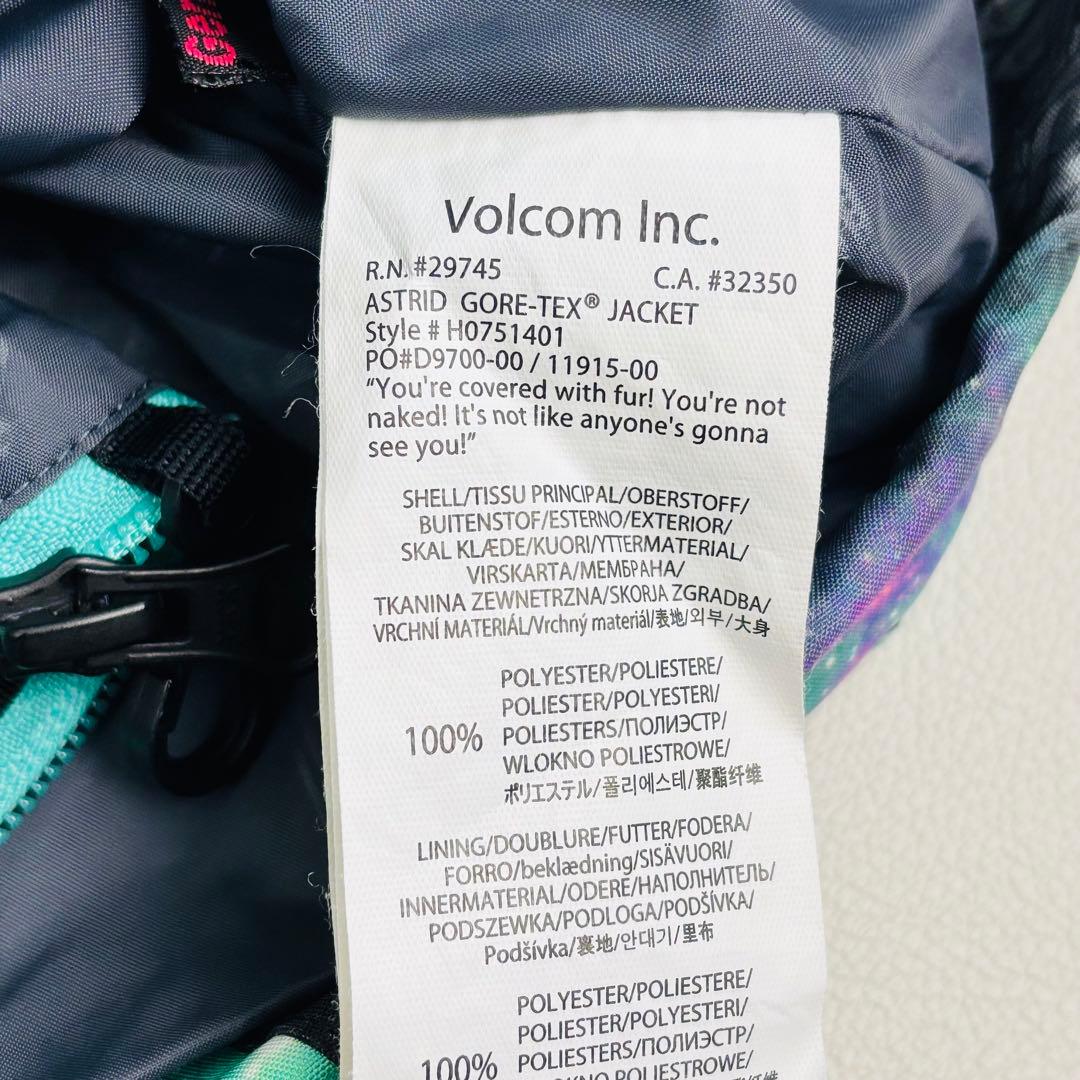 Volcom Inc.
R.N. #29745 C.A. #32350
ASTRID GORE-TEX® JACKET
Style # H0751401
PO#D9700-00 / 11915-00
“You're covered with fur! You're not
naked! It's not like anyone's gonna
see you!”
SHELL/TISSU PRINCIPAL/OBERSTOFF/
BUITENSTOF/ESTERNO/EXTERIOR/
SKAL KLÆDE/KUORI/YTTERMATERIAL/
VIRSKARTA/МЕМБРАНА/
TKANINA ZEWNETRZNA/SKORJA ZGRADBA/
VRCHNÍ MATERIÁL/Vrchný materiál/表地/외부/大身
100%
POLYESTER/POLIESTERE/
POLIESTER/POLYESTERI/
POLIESTERS/ПОЛИЭСТР/
WLOKNO POLIESTROWE/
ポリエステル/폴리에스테/聚酯纤维
LINING/DOUBLURE/FUTTER/FODERA/
FORRO/beklædning/SISÄVUORI/
INNERMATERIAL/ODERE/НАПОЛНИТЕЛЬ/
PODSZEWKA/PODLOGA/PODŠÍVKA/
Podšívka/裏地/안대기/里布
100%
POLYESTER/POLIESTERE/
POLIESTER/POLYESTERI/
POLIESTERS/ПОЛИЭСТР/
WLOKNO POLIESTROWE/